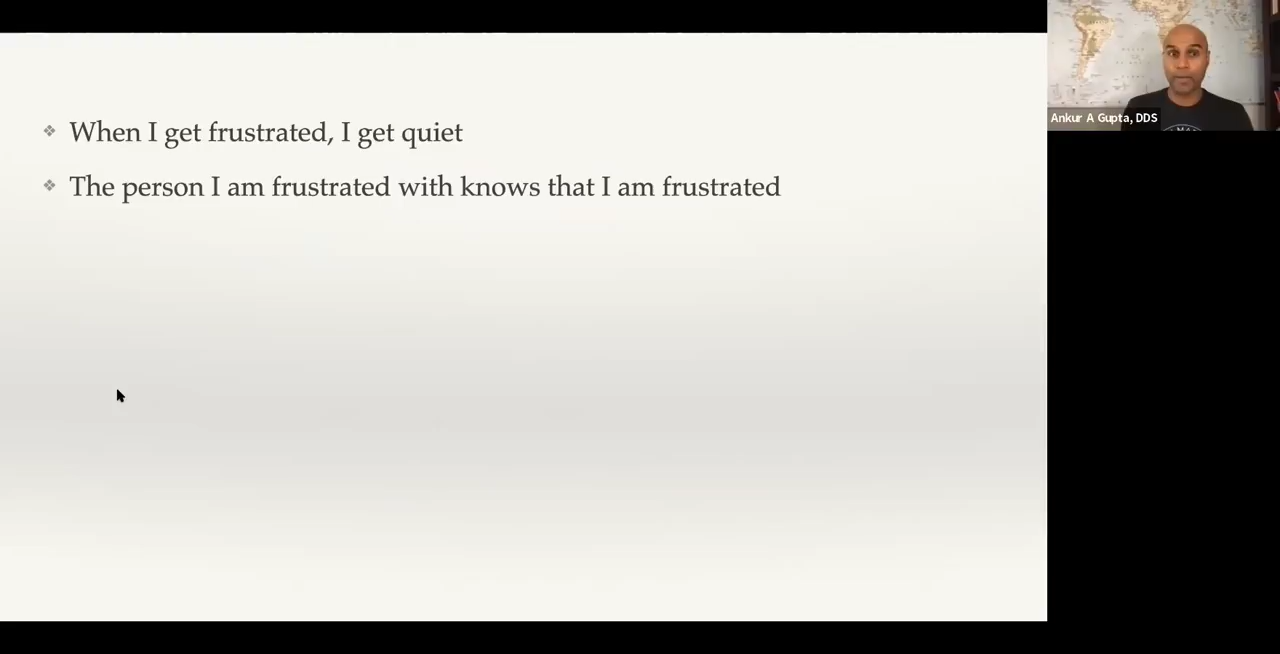 When I get frustrated, I get quiet
The person I am frustrated with knows that I am frustrated
Ankur A Gupta, DDS